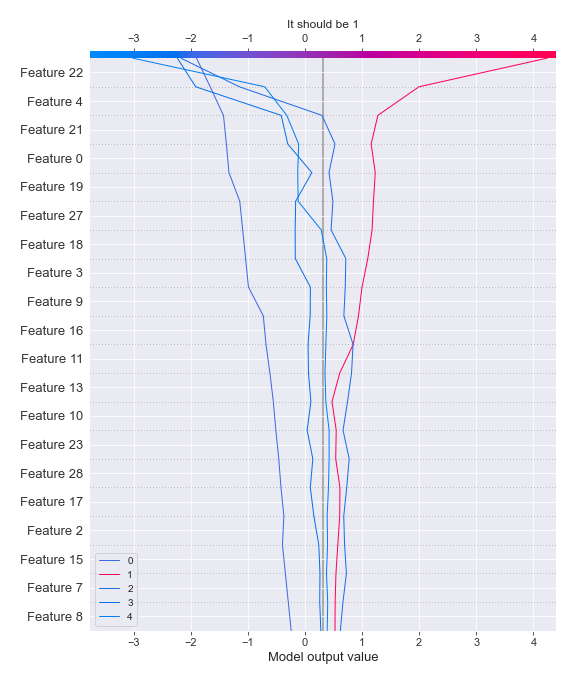 It should be 1
−3 −2 −1 0 1 2 3 4
Feature 22
Feature 4
Feature 21
Feature 0
Feature 19
Feature 27
Feature 18
Feature 3
Feature 9
Feature 16
Feature 11
Feature 13
Feature 10
Feature 23
Feature 28
Feature 17
Feature 2
Feature 15
Feature 7
Feature 8
0
1
2
3
4
−3 −2 −1 0 1 2 3 4
Model output value